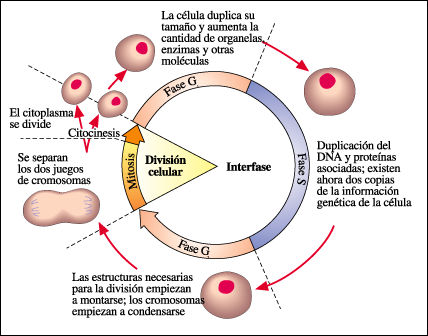 La célula duplica su
tamaño y aumenta la
cantidad de organelas,
enzimas y otras
moléculas
Fase G
El citoplasma
se divide
Citocinesis
Se separan
los dos juegos
de cromosomas
Mitosis
División
celular
Interfase
Fase S
Duplicación del
DNA y proteínas
asociadas; existen
ahora dos copias
de la información
genética de la célula
Fase G
Las estructuras necesarias
para la división empiezan
a montarse; los cromosomas
empiezan a condensarse